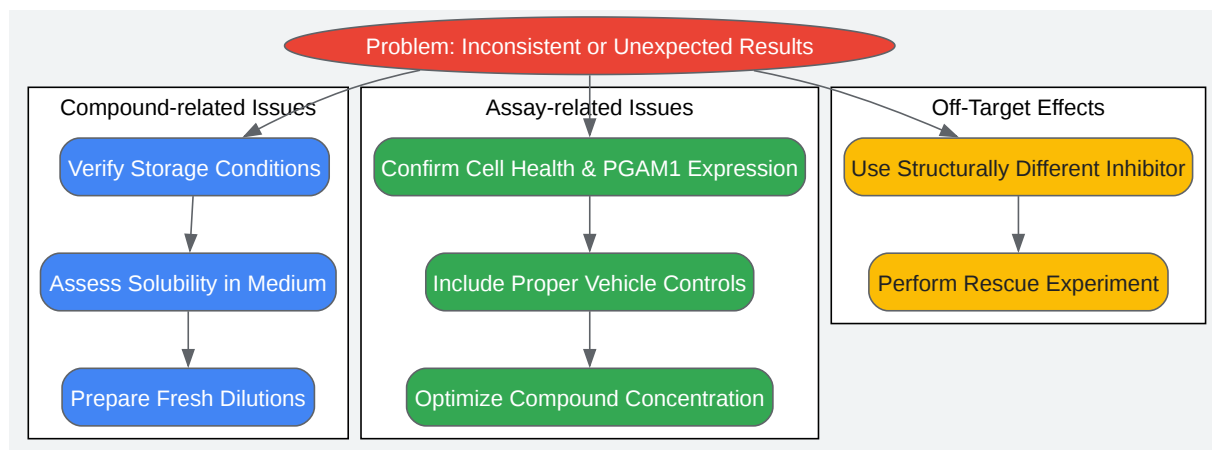 Problem: Inconsistent or Unexpected Results
Compound-related Issues
Verify Storage Conditions
Assess Solubility in Medium
Prepare Fresh Dilutions
Assay-related Issues
Confirm Cell Health & PGAM1 Expression
Include Proper Vehicle Controls
Optimize Compound Concentration
Off-Target Effects
Use Structurally Different Inhibitor
Perform Rescue Experiment